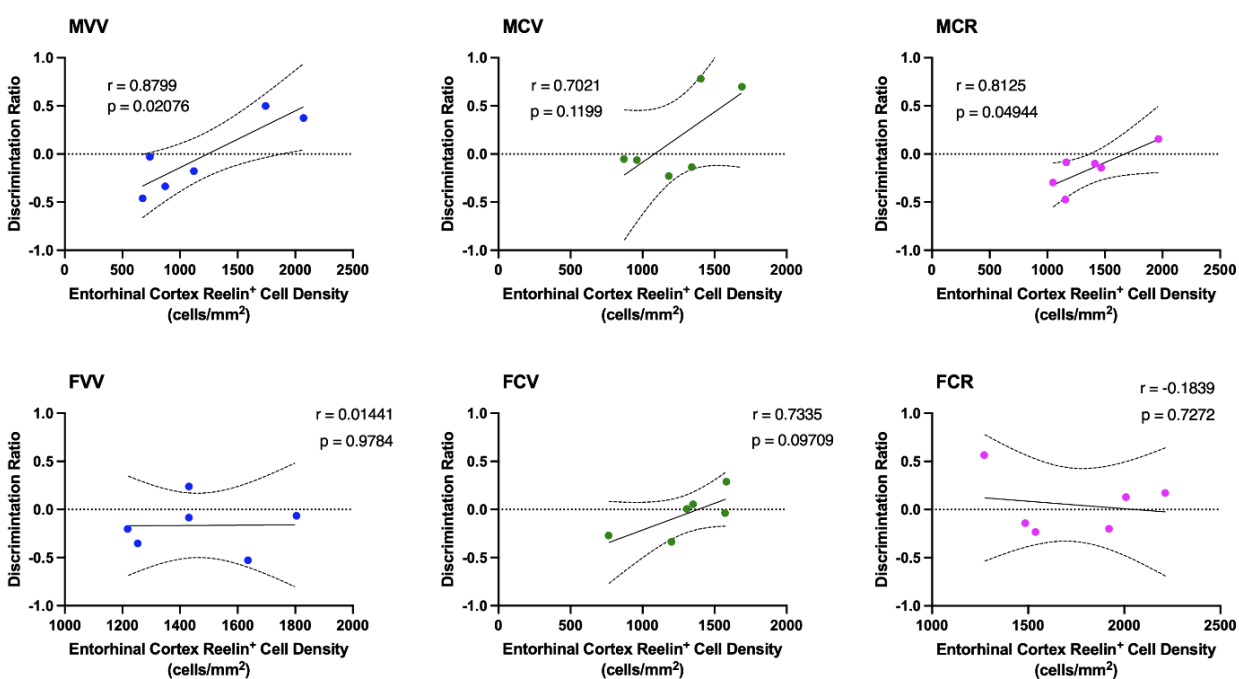 MVV
r = 0.8799
p = 0.02076
1.0
0.5
0.0
-0.5
-1.0
Discrimintation Ratio
0 500 1000 1500 2000 2500
Entorhinal Cortex Reelin⁺ Cell Density
(cells/mm²)
MCV
r = 0.7021
p = 0.1199
1.0
0.5
0.0
-0.5
-1.0
Discrimintation Ratio
0 500 1000 1500 2000
Entorhinal Cortex Reelin⁺ Cell Density
(cells/mm²)
MCR
r = 0.8125
p = 0.04944
1.0
0.5
0.0
-0.5
-1.0
Discrimintation Ratio
0 500 1000 1500 2000 2500
Entorhinal Cortex Reelin⁺ Cell Density
(cells/mm²)
FVV
r = 0.01441
p = 0.9784
1.0
0.5
0.0
-0.5
-1.0
Discrimintation Ratio
1000 1200 1400 1600 1800 2000
Entorhinal Cortex Reelin⁺ Cell Density
(cells/mm²)
FCV
r = 0.7335
p = 0.09709
1.0
0.5
0.0
-0.5
-1.0
Discrimintation Ratio
0 500 1000 1500 2000
Entorhinal Cortex Reelin⁺ Cell Density
(cells/mm²)
FCR
r = -0.1839
p = 0.7272
1.0
0.5
0.0
-0.5
-1.0
Discrimintation Ratio
1000 1500 2000 2500
Entorhinal Cortex Reelin⁺ Cell Density
(cells/mm²)